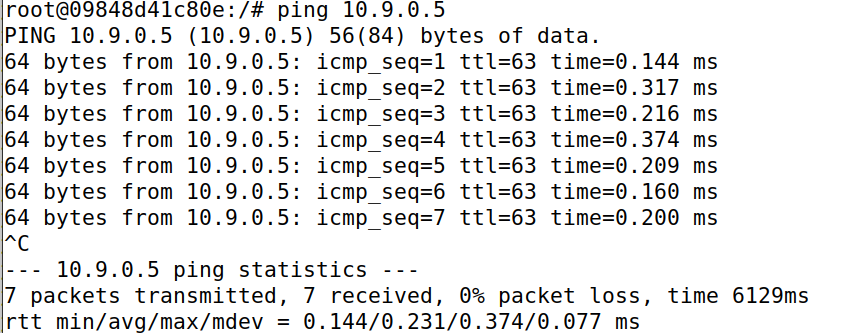 root@09848d41c80e:/# ping 10.9.0.5
PING 10.9.0.5 (10.9.0.5) 56(84) bytes of data.
64 bytes from 10.9.0.5: icmp_seq=1 ttl=63 time=0.144 ms
64 bytes from 10.9.0.5: icmp_seq=2 ttl=63 time=0.317 ms
64 bytes from 10.9.0.5: icmp_seq=3 ttl=63 time=0.216 ms
64 bytes from 10.9.0.5: icmp_seq=4 ttl=63 time=0.374 ms
64 bytes from 10.9.0.5: icmp_seq=5 ttl=63 time=0.209 ms
64 bytes from 10.9.0.5: icmp_seq=6 ttl=63 time=0.160 ms
64 bytes from 10.9.0.5: icmp_seq=7 ttl=63 time=0.200 ms
^C
--- 10.9.0.5 ping statistics ---
7 packets transmitted, 7 received, 0% packet loss, time 6129ms
rtt min/avg/max/mdev = 0.144/0.231/0.374/0.077 ms